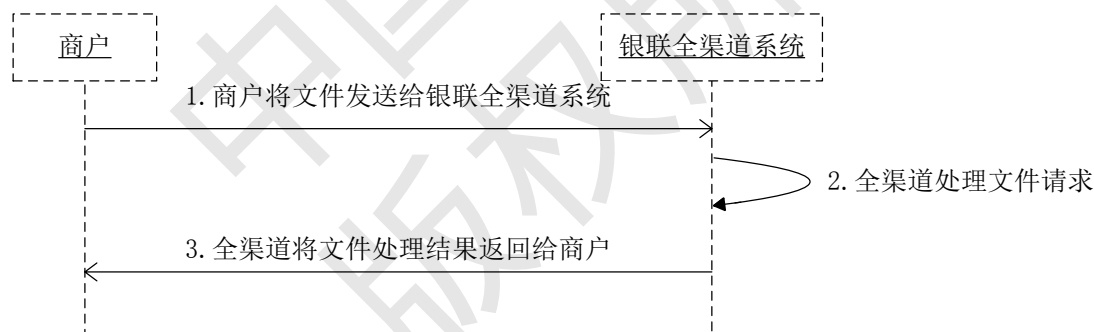 商户
银联全渠道系统
1.商户将文件发送给银联全渠道系统
2.全渠道处理文件请求
3.全渠道将文件处理结果返回给商户
版权